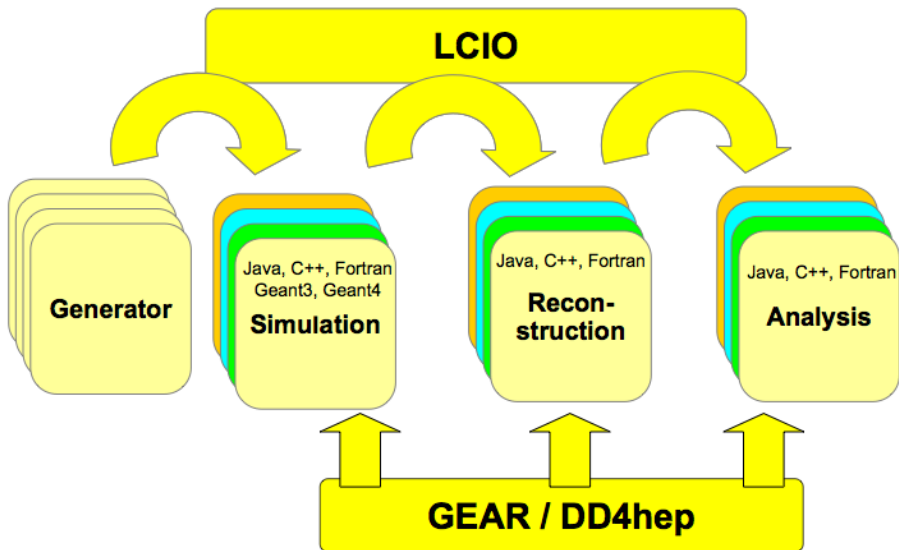 LCIO
Generator
Java, C++, Fortran
Geant3, Geant4
Simulation
Java, C++, Fortran
Recon-
struction
Java, C++, Fortran
Analysis
GEAR / DD4hep